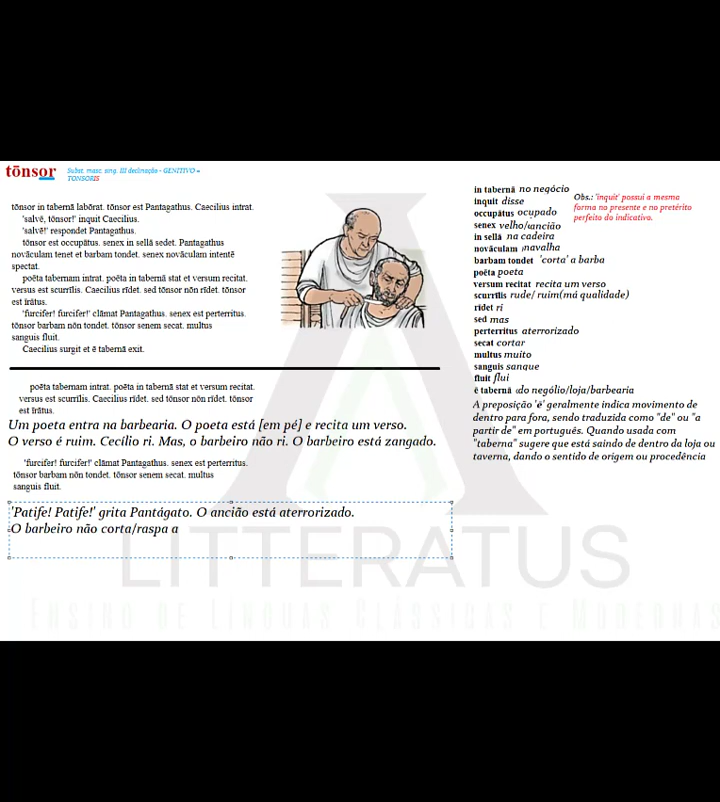 tōnsor
Subst. masc. sing. III declinação - GENITIVO =
TONSORIS
tōnsor in tabernā labōrat. tōnsor est Pantagathus. Caecilius intrat.
'salvē, tōnsor!' inquit Caecilius.
'salvē!' respondet Pantagathus.
tōnsor est occupātus. senex in sellā sedet. Pantagathus
novāculam tenet et barbam tondet. senex novāculam intentē
spectat.
poēta tabernam intrat. poēta in tabernā stat et versum recitat.
versus est scurrīlis. Caecilius rīdet. sed tōnsor nōn rīdet. tōnsor
est īrātus.
'furcifer! furcifer!' clāmat Pantagathus. senex est perterritus.
tōnsor barbam nōn tondet. tōnsor senem secat. multus
sanguis fluit.
Caecilius surgit et ē tabernā exit.
poēta tabernam intrat. poēta in tabernā stat et versum recitat.
versus est scurrīlis. Caecilius rīdet. sed tōnsor nōn rīdet. tōnsor
est īrātus.
Um poeta entra na barbearia. O poeta está [em pé] e recita um verso.
O verso é ruim. Cecílio ri. Mas, o barbeiro não ri. O barbeiro está zangado.
'furcifer! furcifer!' clāmat Pantagathus. senex est perterritus.
tōnsor barbam nōn tondet. tōnsor senem secat. multus
sanguis fluit.
'Patife! Patife!' grita Pantágato. O ancião está aterrorizado.
O barbeiro não corta/raspa a
in tabernā no negócio
inquit disse
occupātus ocupado
senex velho/ancião
in sellā na cadeira
novāculam navalha
barbam tondet 'corta' a barba
poēta poeta
versum recitat recita um verso
scurrīlis rude/ ruim(má qualidade)
rīdet ri
sed mas
perterritus aterrorizado
secat cortar
multus muito
sanguis sangue
fluit flui
ē tabernā do nególio/loja/barbearia
A preposição 'ē' geralmente indica movimento de
dentro para fora, sendo traduzida como "de" ou "a
partir de" em português. Quando usada com
"taberna" sugere que está saindo de dentro da loja ou
taverna, dando o sentido de origem ou procedência
Obs.: 'inquit' possui a mesma
forma no presente e no pretérito
perfeito do indicativo.
LITTERATUS
ENSINO DE LÍNGUAS CLÁSSICAS E MODERNAS